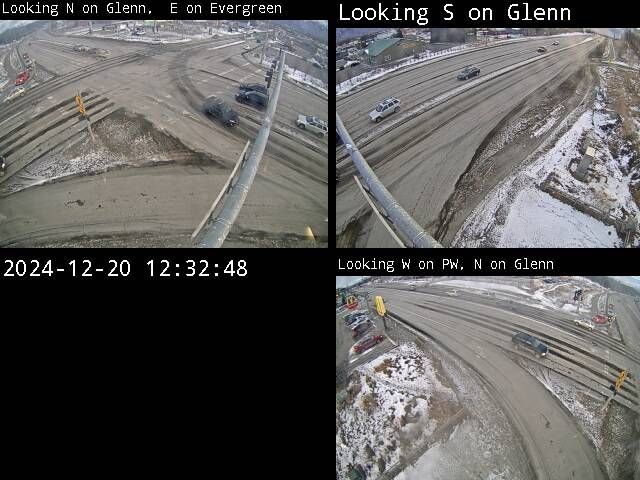 Looking N on Glenn, E on Evergreen
Looking S on Glenn
2024-12-20 12:32:48
Looking W on PW, N on Glenn